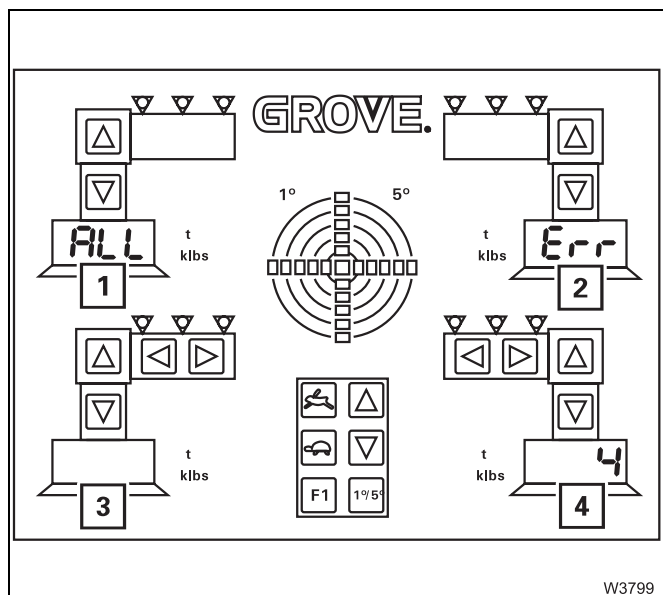 GROVE.
1° 5°
ALL t klbs
t klbs Err
1
2
t klbs
t klbs 4
3
F1 1°/5°
4
W3799